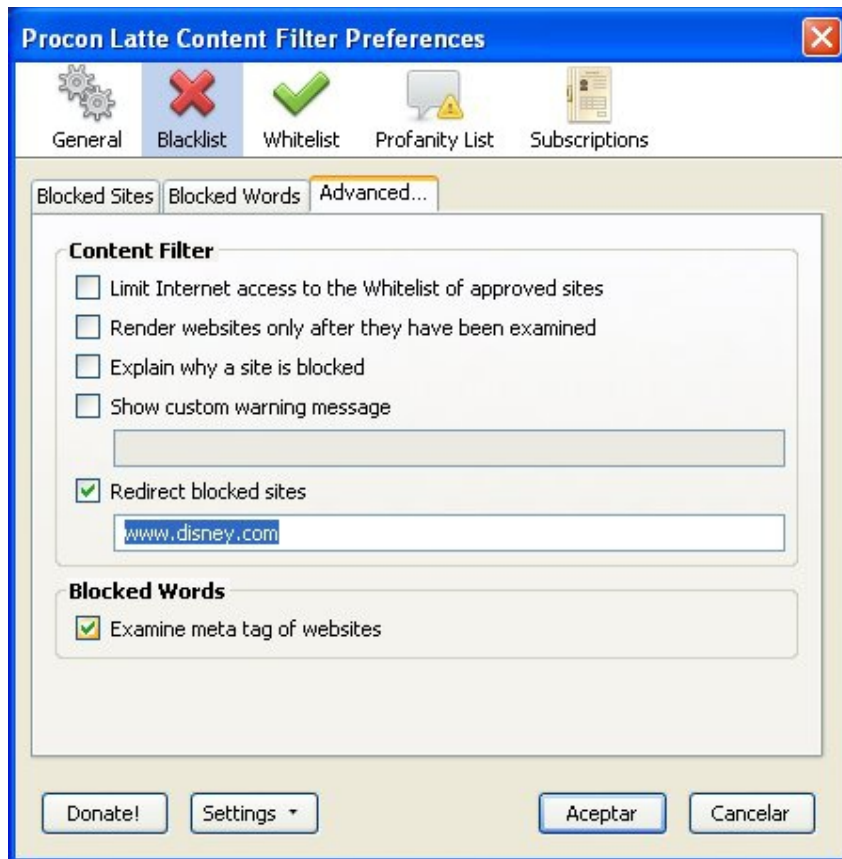 Procon Latte Content Filter Preferences
General Blacklist Whitelist Profanity List Subscriptions
Blocked Sites Blocked Words Advanced...
Content Filter
Limit Internet access to the Whitelist of approved sites
Render websites only after they have been examined
Explain why a site is blocked
Show custom warning message
Redirect blocked sites
www.disney.com
Blocked Words
Examine meta tag of websites
Donate! Settings Aceptar Cancelar